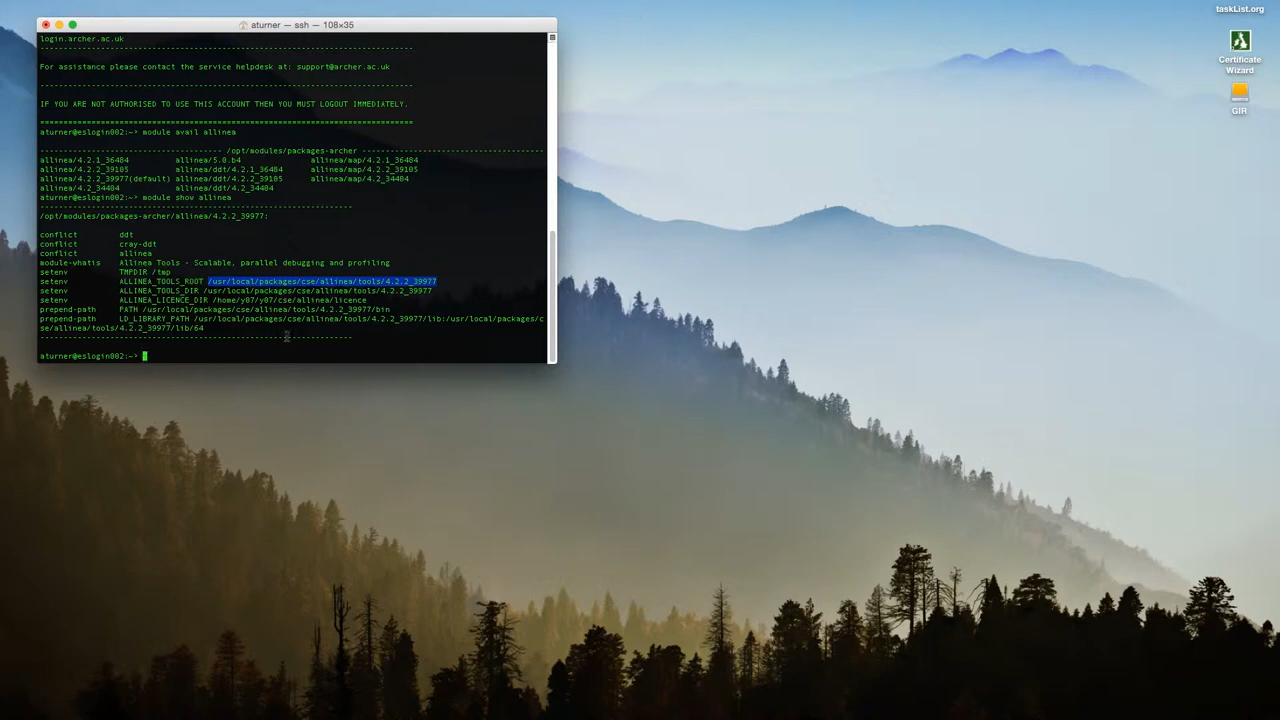 aturner — ssh — 108×35
login.archer.ac.uk
--------------------------------------------------------------------------------
For assistance please contact the service helpdesk at: support@archer.ac.uk
--------------------------------------------------------------------------------
IF YOU ARE NOT AUTHORISED TO USE THIS ACCOUNT THEN YOU MUST LOGOUT IMMEDIATELY.
================================================================================
aturner@eslogin002:~> module avail allinea
--------------------------------------- /opt/modules/packages-archer ---------------------------------------
allinea/4.2.1_36484 allinea/5.0.b4 allinea/map/4.2.1_36484
allinea/4.2.2_39105 allinea/ddt/4.2.1_36484 allinea/map/4.2.2_39105
allinea/4.2.2_39977(default) allinea/ddt/4.2.2_39105 allinea/map/4.2_34404
allinea/4.2_34404 allinea/ddt/4.2_34404
aturner@eslogin002:~> module show allinea
-------------------------------------------------------------------
/opt/modules/packages-archer/allinea/4.2.2_39977:
conflict ddt
conflict cray-ddt
conflict allinea
module-whatis Allinea Tools - Scalable, parallel debugging and profiling
setenv TMPDIR /tmp
setenv ALLINEA_TOOLS_ROOT /usr/local/packages/cse/allinea/tools/4.2.2_39977
setenv ALLINEA_TOOLS_DIR /usr/local/packages/cse/allinea/tools/4.2.2_39977
setenv ALLINEA_LICENCE_DIR /home/y07/y07/cse/allinea/licence
prepend-path PATH /usr/local/packages/cse/allinea/tools/4.2.2_39977/bin
prepend-path LD_LIBRARY_PATH /usr/local/packages/cse/allinea/tools/4.2.2_39977/lib:/usr/local/packages/c
se/allinea/tools/4.2.2_39977/lib/64
-------------------------------------------------------------------
aturner@eslogin002:~>
taskList.org
Certificate
Wizard
GIR